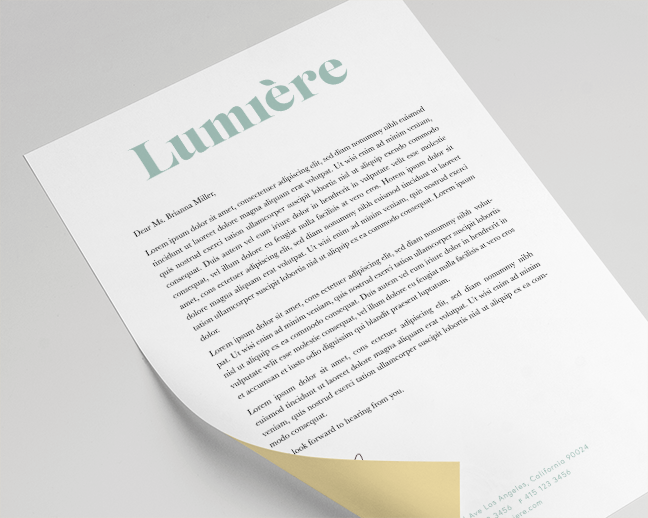 Lumière
Dear Ms. Brianna Miller,
Lorem ipsum dolor sit amet, consectetuer adipiscing elit, sed diam nonummy nibh euismod
tincidunt ut laoreet dolore magna aliquam erat volutpat. Ut wisi enim ad minim veniam,
quis nostrud exerci tation ullamcorper suscipit lobortis nisl ut aliquip exendo commodo
consequat. Duis autem vel eum iriure dolor in hendrerit in vulputate velit esse molestie
consequat, vel illum dolore eu feugiat nulla facilisis at vero eros. Horem ipsum dolor sit
amet, cons ectetuer adipiscing elit, sed diam nonummy nibh euismod tincidunt ut laoreet
dolore magna aliquam erat volutpat. Ut wisi enim ad minim veniam, quis nostrud exerci
tation ullamcorper suscipit lobortis nisl ut aliquip ex ea commodo consequat. Lorem ipsum
dolor.
Lorem ipsum dolor sit amet, cons ectetuer adipiscing elit, sed diam nonummy nibh volut-
pat. Ut wisi enim ad minim veniam, quis nostrud exerci tation ullamcorper suscipit lobortis
nisl ut aliquip ex ea commodo consequat. Duis autem vel eum iriure dolor in hendrerit in
vulputate velit esse molestie consequat, vel illum dolore eu feugiat nulla facilisis at vero eros
et accumsan et iusto odio dignissim qui blandit praesent luptatum.
Lorem ipsum dolor sit amet, cons ectetuer adipiscing elit, sed diam nonummy nibh
euismod tincidunt ut laoreet dolore magna aliquam erat volutpat. Ut wisi enim ad minim
veniam, quis nostrud exerci tation ullamcorper suscipit lobortis nisl ut aliquip ex ea com-
modo consequat.
look forward to hearing from you.
Ave Los Angeles, California 90024
3456 F 415 123 3456
ere.com